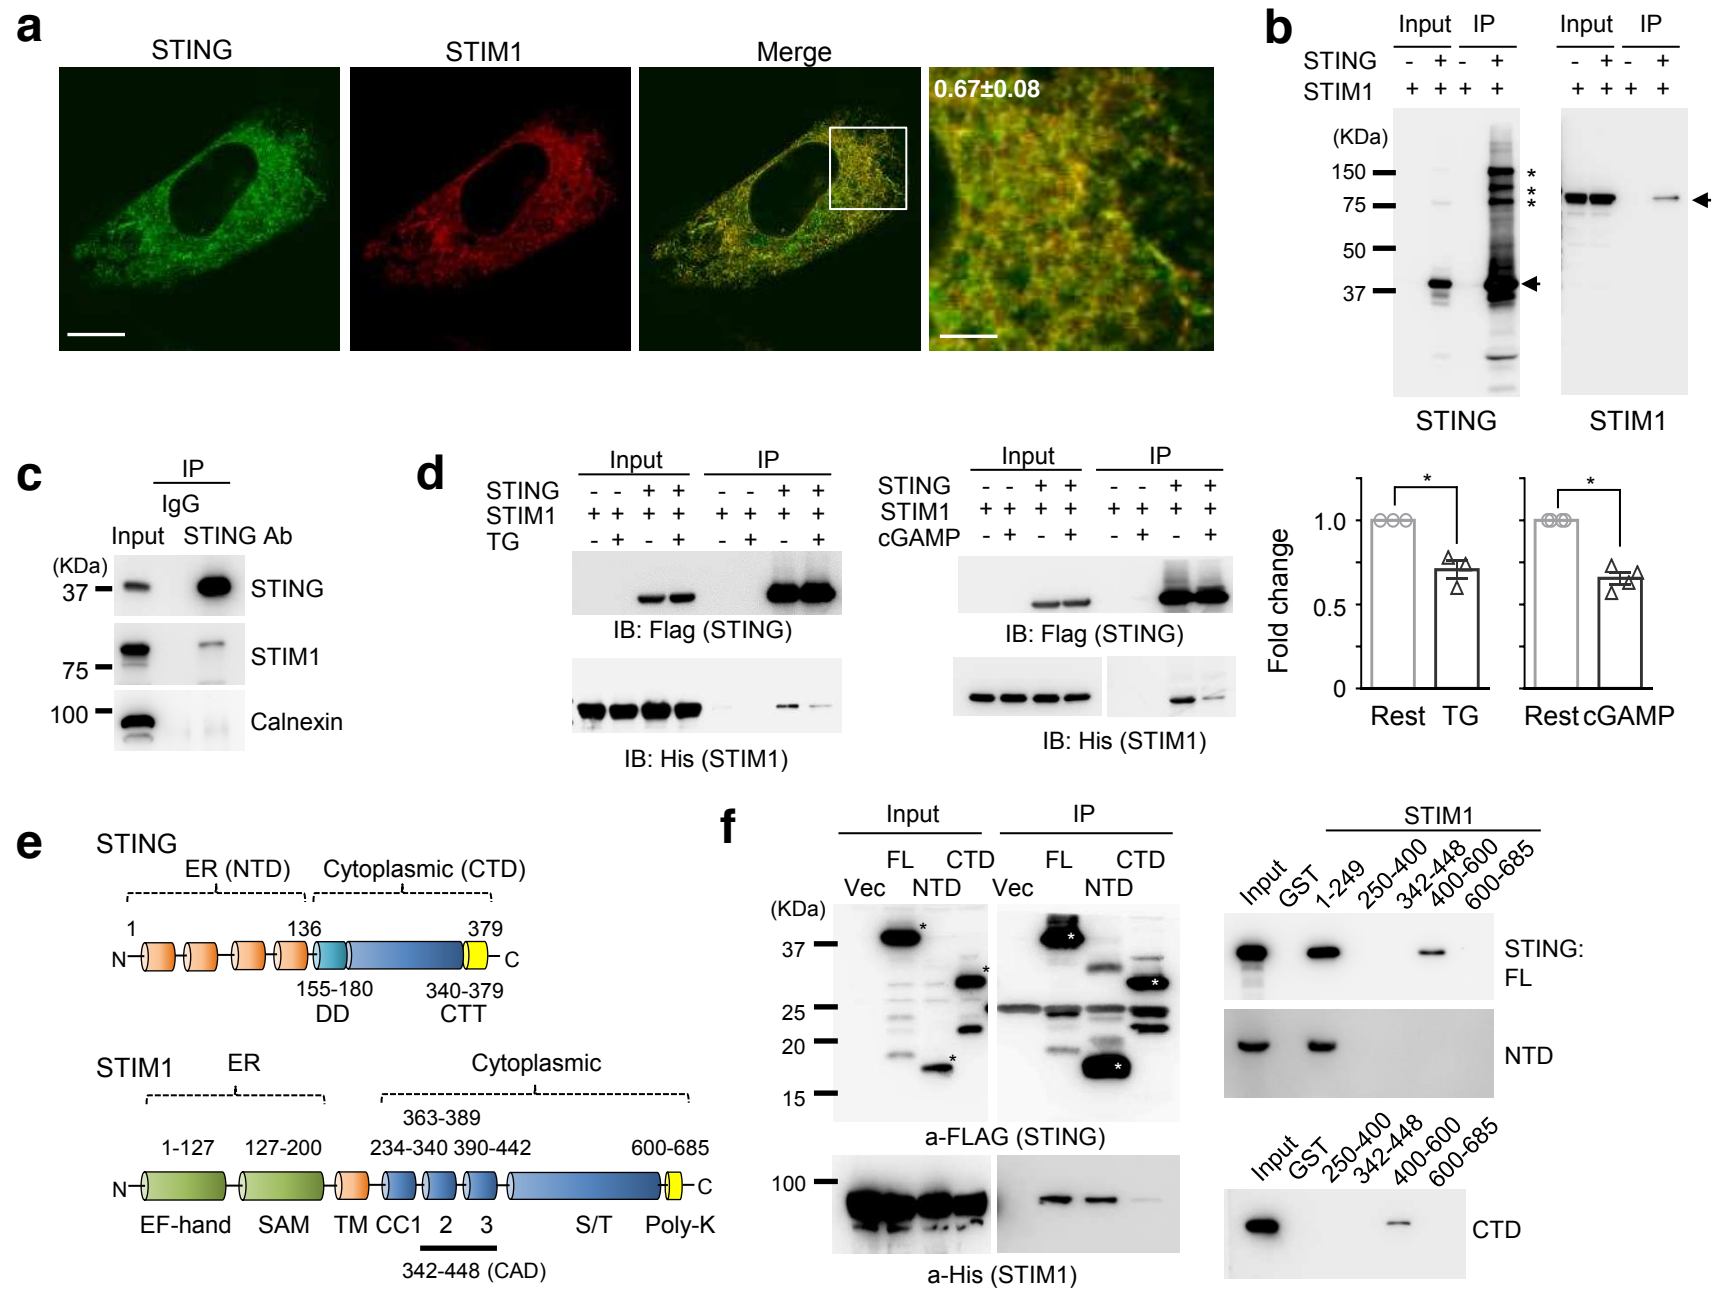 a
STING
STIM1
Merge
0.67±0.08
b
Input IP
Input IP
STING - + - +
- + - +
STIM1 + + + +
+ + + +
(KDa)
150
75
50
37
*
*
*
STING
STIM1
c
IP
IgG
Input STING Ab
(KDa)
37
STING
75
STIM1
100
Calnexin
d
Input IP
STING - - + + - - + +
STIM1 + + + + + + + +
TG - + - + - + - +
IB: Flag (STING)
IB: His (STIM1)
Input IP
STING - - + + - - + +
STIM1 + + + + + + + +
cGAMP - + - + - + - +
IB: Flag (STING)
IB: His (STIM1)
Fold change
1.0
0.5
0
*
*
Rest TG
Rest cGAMP
e
STING
ER (NTD) Cytoplasmic (CTD)
1 136 379
N C
155-180 340-379
DD CTT
STIM1
ER Cytoplasmic
363-389
1-127 127-200 234-340 390-442 600-685
N C
EF-hand SAM TM CC1 2 3 S/T Poly-K
342-448 (CAD)
f
Input IP
FL CTD FL CTD
Vec NTD Vec NTD
(KDa)
37
25
20
15
*
*
*
*
*
*
a-FLAG (STING)
100
a-His (STIM1)
STIM1
Input GST 1-249 250-400 342-448 400-600 600-685
STING:
FL
NTD
Input GST 250-400 342-448 400-600 600-685
CTD